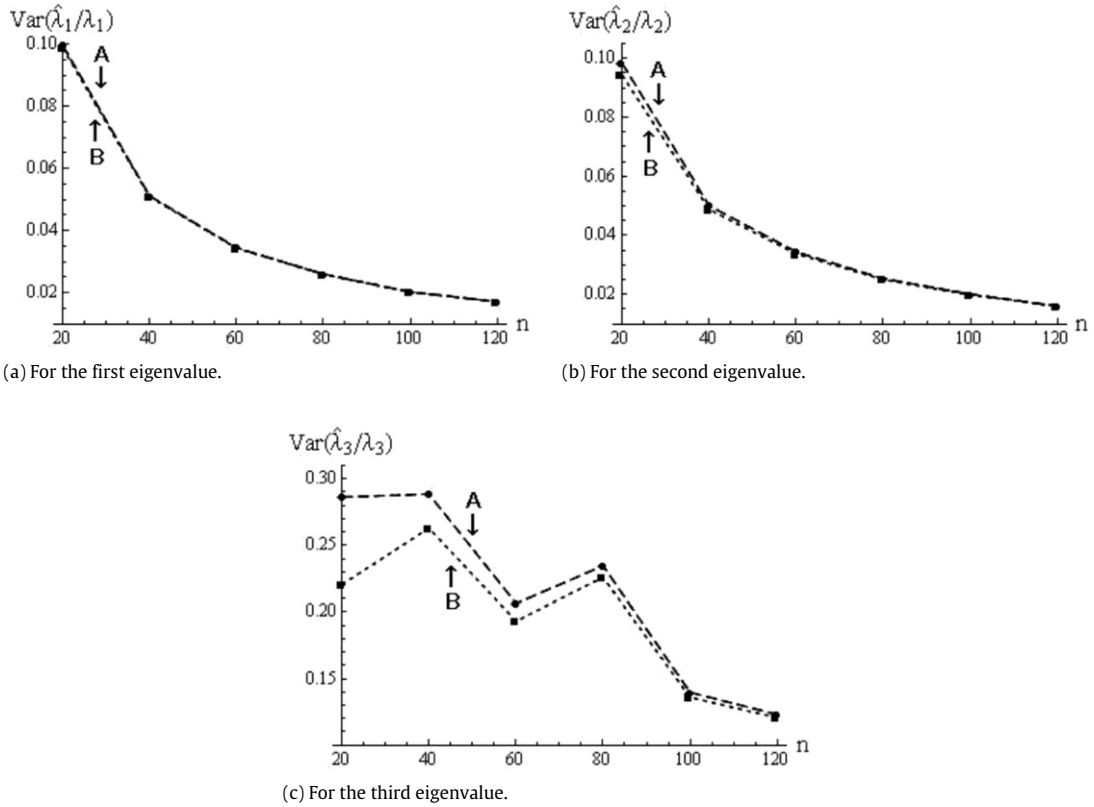 Var(λ̂1/λ1)
0.10
0.08
0.06
0.04
0.02
A
B
20 40 60 80 100 120 n
(a) For the first eigenvalue.
Var(λ̂2/λ2)
0.10
0.08
0.06
0.04
0.02
A
B
20 40 60 80 100 120 n
(b) For the second eigenvalue.
Var(λ̂3/λ3)
0.30
0.25
0.20
0.15
A
B
20 40 60 80 100 120 n
(c) For the third eigenvalue.